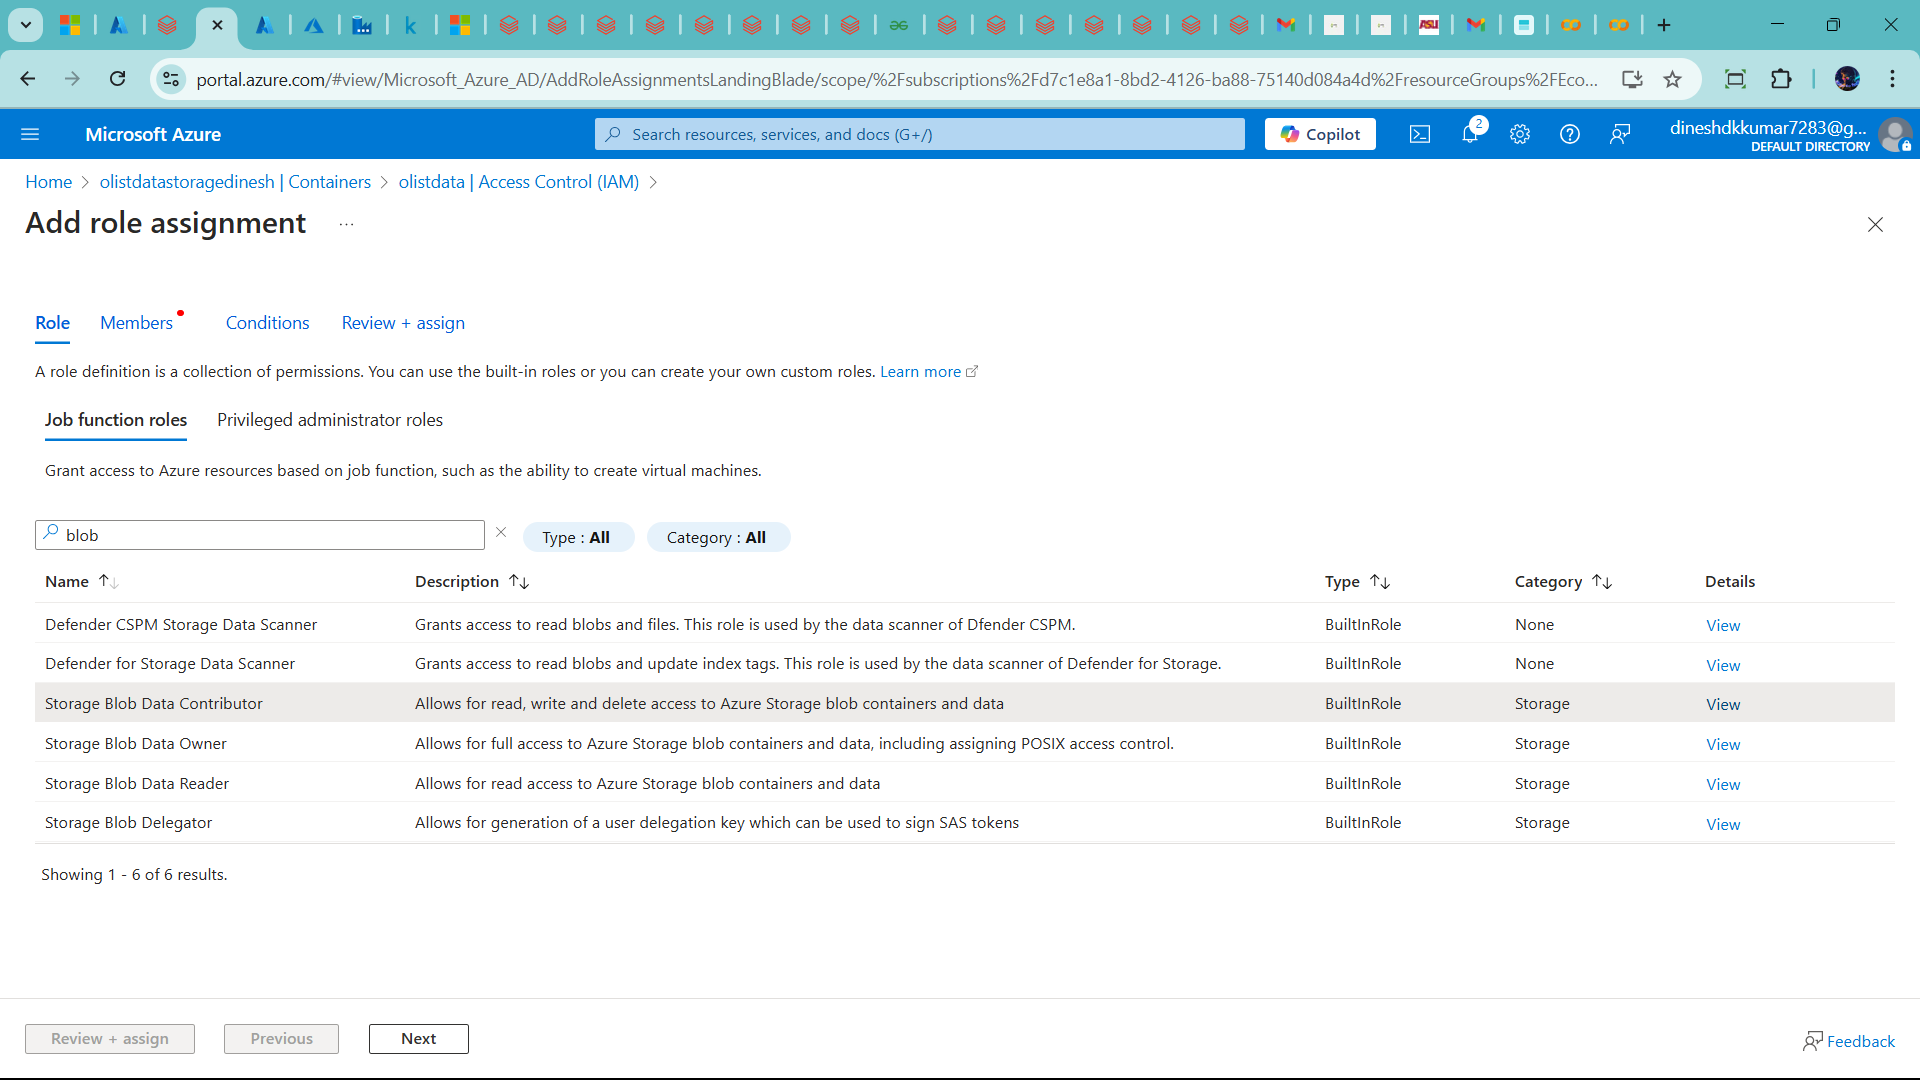 portal.azure.com/#view/Microsoft_Azure_AD/AddRoleAssignmentsLandingBlade/scope/%2Fsubscriptions%2Fd7c1e8a1-8bd2-4126-ba88-75140d084a4d%2FresourceGroups%2FEco...
Microsoft Azure
Search resources, services, and docs (G+/)
Copilot
2
dineshdkkumar7283@g...
DEFAULT DIRECTORY
Home > olistdatastoragedinesh | Containers > olistdata | Access Control (IAM) >
Add role assignment ...
Role Members Conditions Review + assign
A role definition is a collection of permissions. You can use the built-in roles or you can create your own custom roles. Learn more
Job function roles Privileged administrator roles
Grant access to Azure resources based on job function, such as the ability to create virtual machines.
blob Type : All Category : All
Name Description Type Category Details
Defender CSPM Storage Data Scanner Grants access to read blobs and files. This role is used by the data scanner of Dfender CSPM. BuiltInRole None View
Defender for Storage Data Scanner Grants access to read blobs and update index tags. This role is used by the data scanner of Defender for Storage. BuiltInRole None View
Storage Blob Data Contributor Allows for read, write and delete access to Azure Storage blob containers and data BuiltInRole Storage View
Storage Blob Data Owner Allows for full access to Azure Storage blob containers and data, including assigning POSIX access control. BuiltInRole Storage View
Storage Blob Data Reader Allows for read access to Azure Storage blob containers and data BuiltInRole Storage View
Storage Blob Delegator Allows for generation of a user delegation key which can be used to sign SAS tokens BuiltInRole Storage View
Showing 1 - 6 of 6 results.
Review + assign Previous Next Feedback